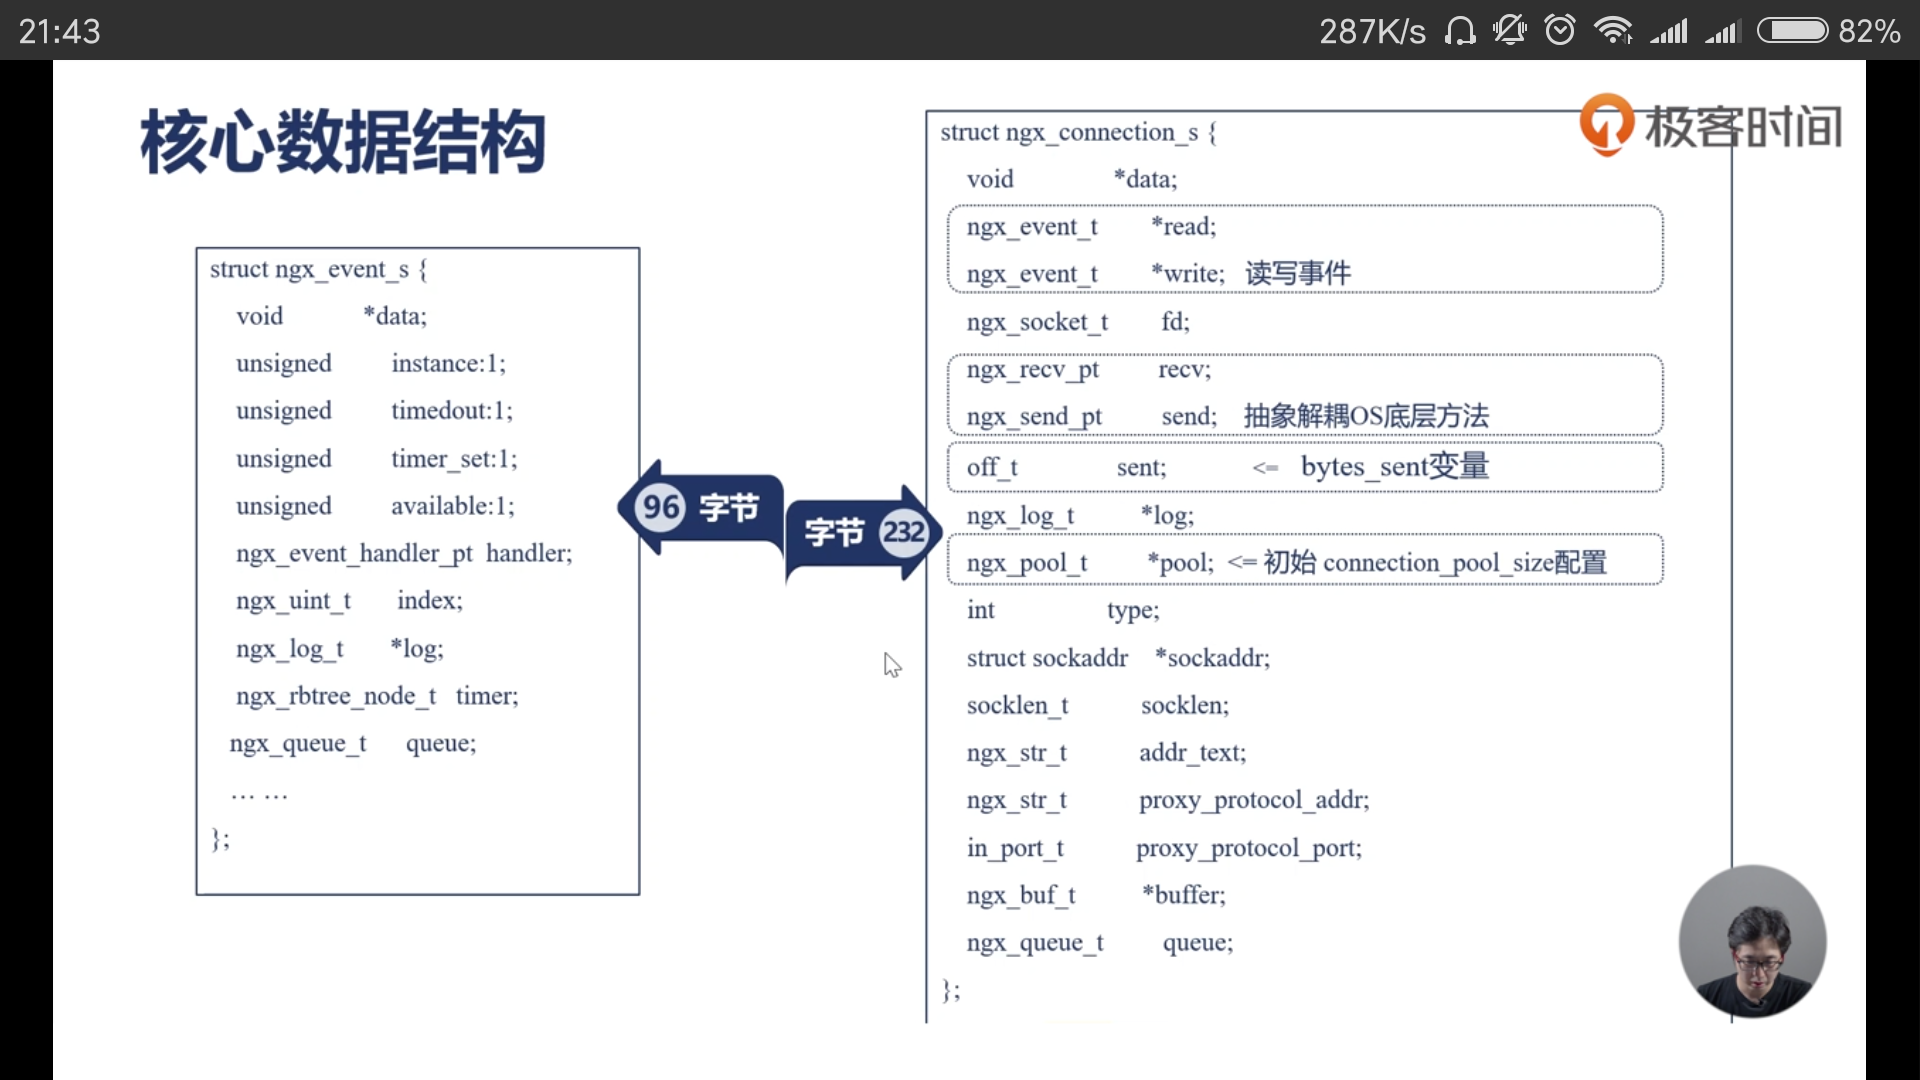 21:43
287K/s
82%
核心数据结构
极客时间
struct ngx_event_s {
void *data;
unsigned instance:1;
unsigned timedout:1;
unsigned timer_set:1;
unsigned available:1;
ngx_event_handler_pt handler;
ngx_uint_t index;
ngx_log_t *log;
ngx_rbtree_node_t timer;
ngx_queue_t queue;
... ...
};
96 字节
字节 232
struct ngx_connection_s {
void *data;
ngx_event_t *read;
ngx_event_t *write; 读写事件
ngx_socket_t fd;
ngx_recv_pt recv;
ngx_send_pt send; 抽象解耦OS底层方法
off_t sent; <= bytes_sent变量
ngx_log_t *log;
ngx_pool_t *pool; <= 初始 connection_pool_size配置
int type;
struct sockaddr *sockaddr;
socklen_t socklen;
ngx_str_t addr_text;
ngx_str_t proxy_protocol_addr;
in_port_t proxy_protocol_port;
ngx_buf_t *buffer;
ngx_queue_t queue;
};